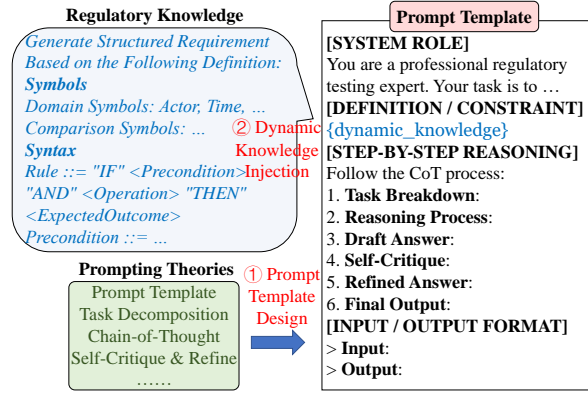 Regulatory Knowledge
Generate Structured Requirement
Based on the Following Definition:
Symbols
Domain Symbols: Actor, Time, …
Comparison Symbols: …
Syntax
Rule ::= "IF" <Precondition>
"AND" <Operation> "THEN"
<ExpectedOutcome>
Precondition ::= …
② Dynamic
Knowledge
Injection
Prompting Theories
Prompt Template
Task Decomposition
Chain-of-Thought
Self-Critique & Refine
……
① Prompt
Template
Design
Prompt Template
[SYSTEM ROLE]
You are a professional regulatory
testing expert. Your task is to …
[DEFINITION / CONSTRAINT]
{dynamic_knowledge}
[STEP-BY-STEP REASONING]
Follow the CoT process:
1. Task Breakdown:
2. Reasoning Process:
3. Draft Answer:
4. Self-Critique:
5. Refined Answer:
6. Final Output:
[INPUT / OUTPUT FORMAT]
> Input:
> Output: